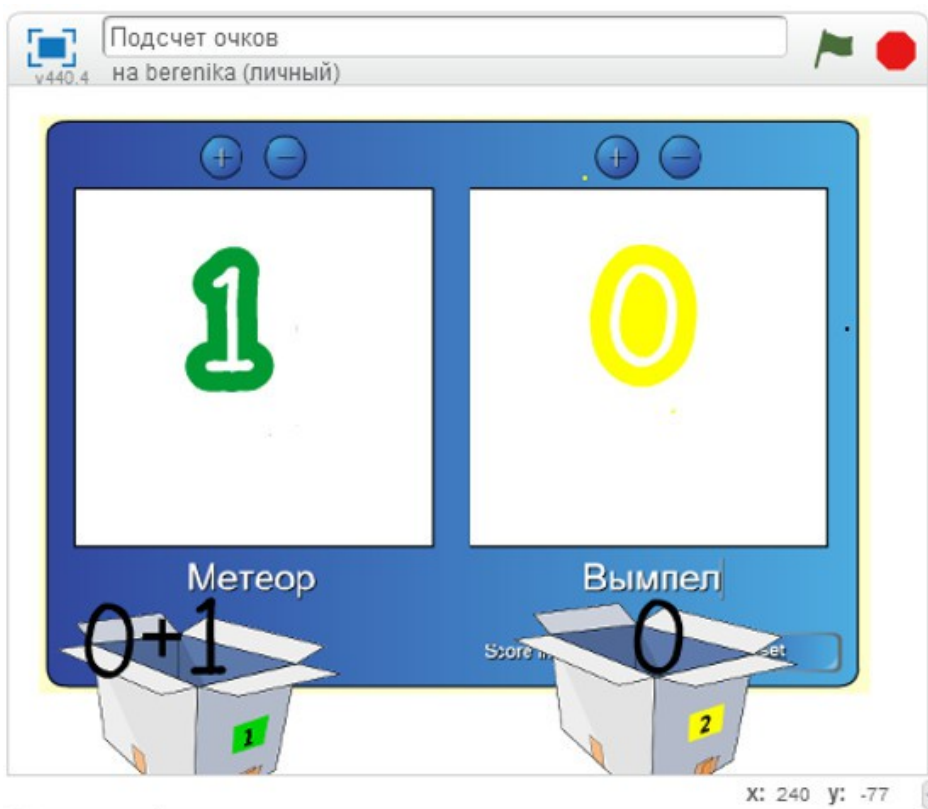 Подсчет очков
v440.4 на berenika (личный)
+ − + −
1 0
Метеор Вымпел
0+1 0
Score
1 2
x: 240 y: -77